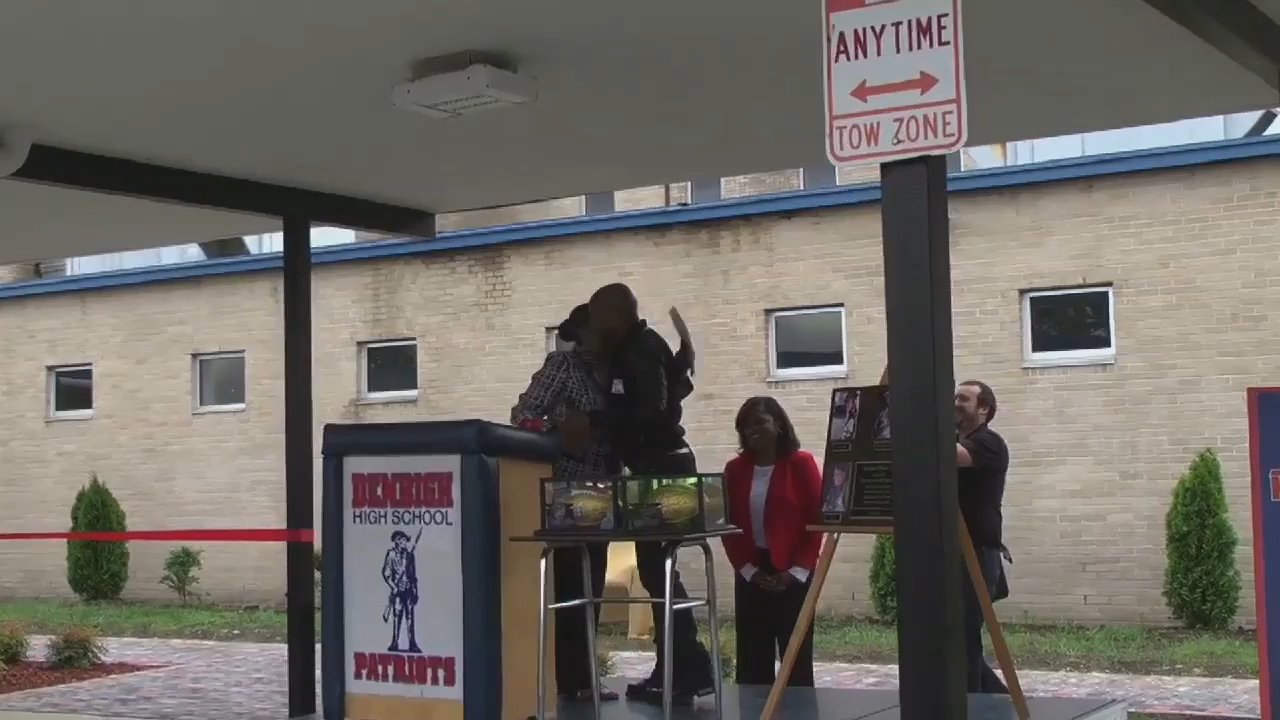 ANYTIME
TOW ZONE
DENBIGH
HIGH SCHOOL
PATRIOTS